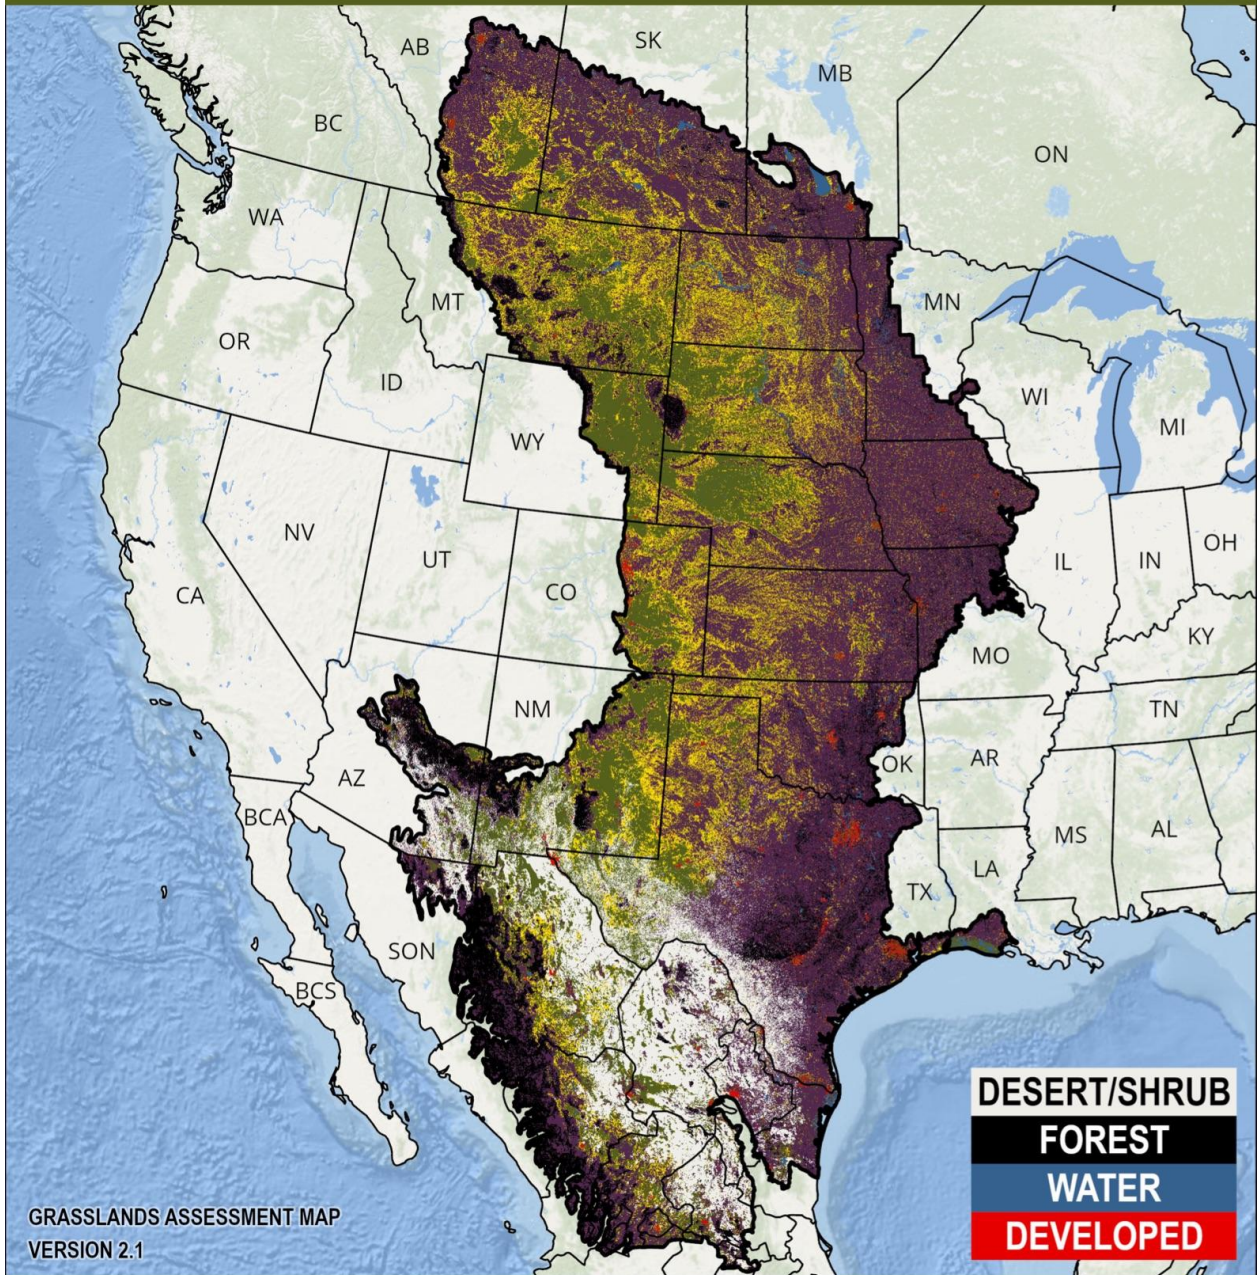 AB
SK
MB
BC
ON
WA
MT
MN
OR
ID
WI
MI
WY
NV
UT
CO
IL
IN
OH
CA
KY
MO
NM
TN
AZ
OK
AR
BCA
MS
AL
LA
TX
SON
BCS
DESERT/SHRUB
FOREST
WATER
DEVELOPED
GRASSLANDS ASSESSMENT MAP
VERSION 2.1